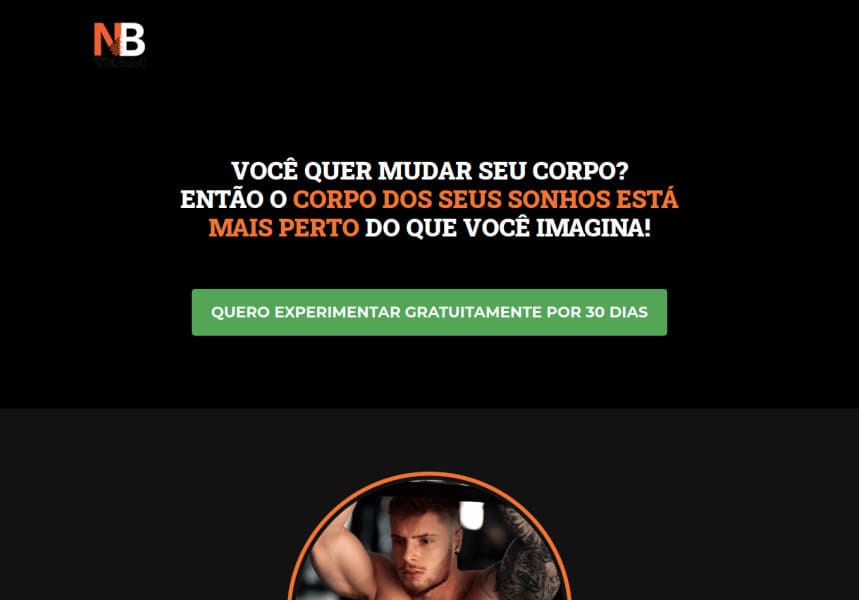 NB
TEAM
VOCÊ QUER MUDAR SEU CORPO?
ENTÃO O CORPO DOS SEUS SONHOS ESTÁ
MAIS PERTO DO QUE VOCÊ IMAGINA!
QUERO EXPERIMENTAR GRATUITAMENTE POR 30 DIAS